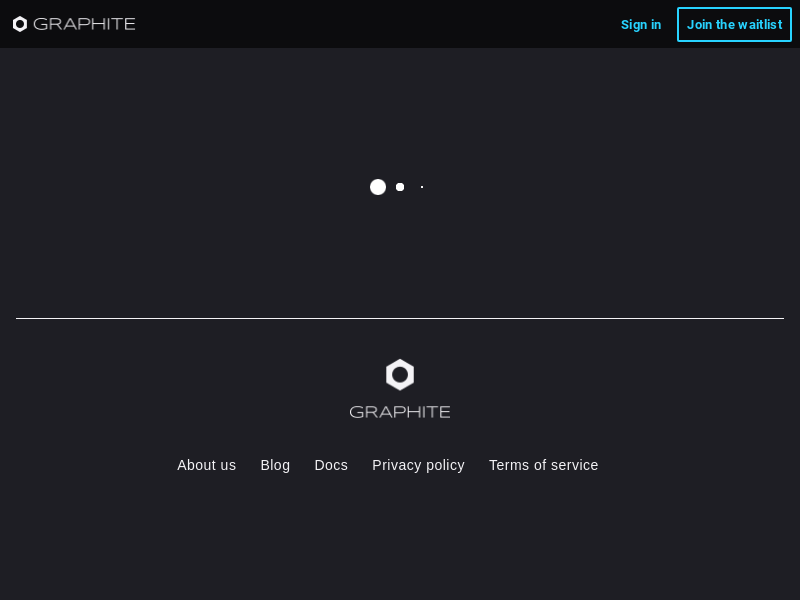 GRAPHITE
Sign in
Join the waitlist
GRAPHITE
About us
Blog
Docs
Privacy policy
Terms of service